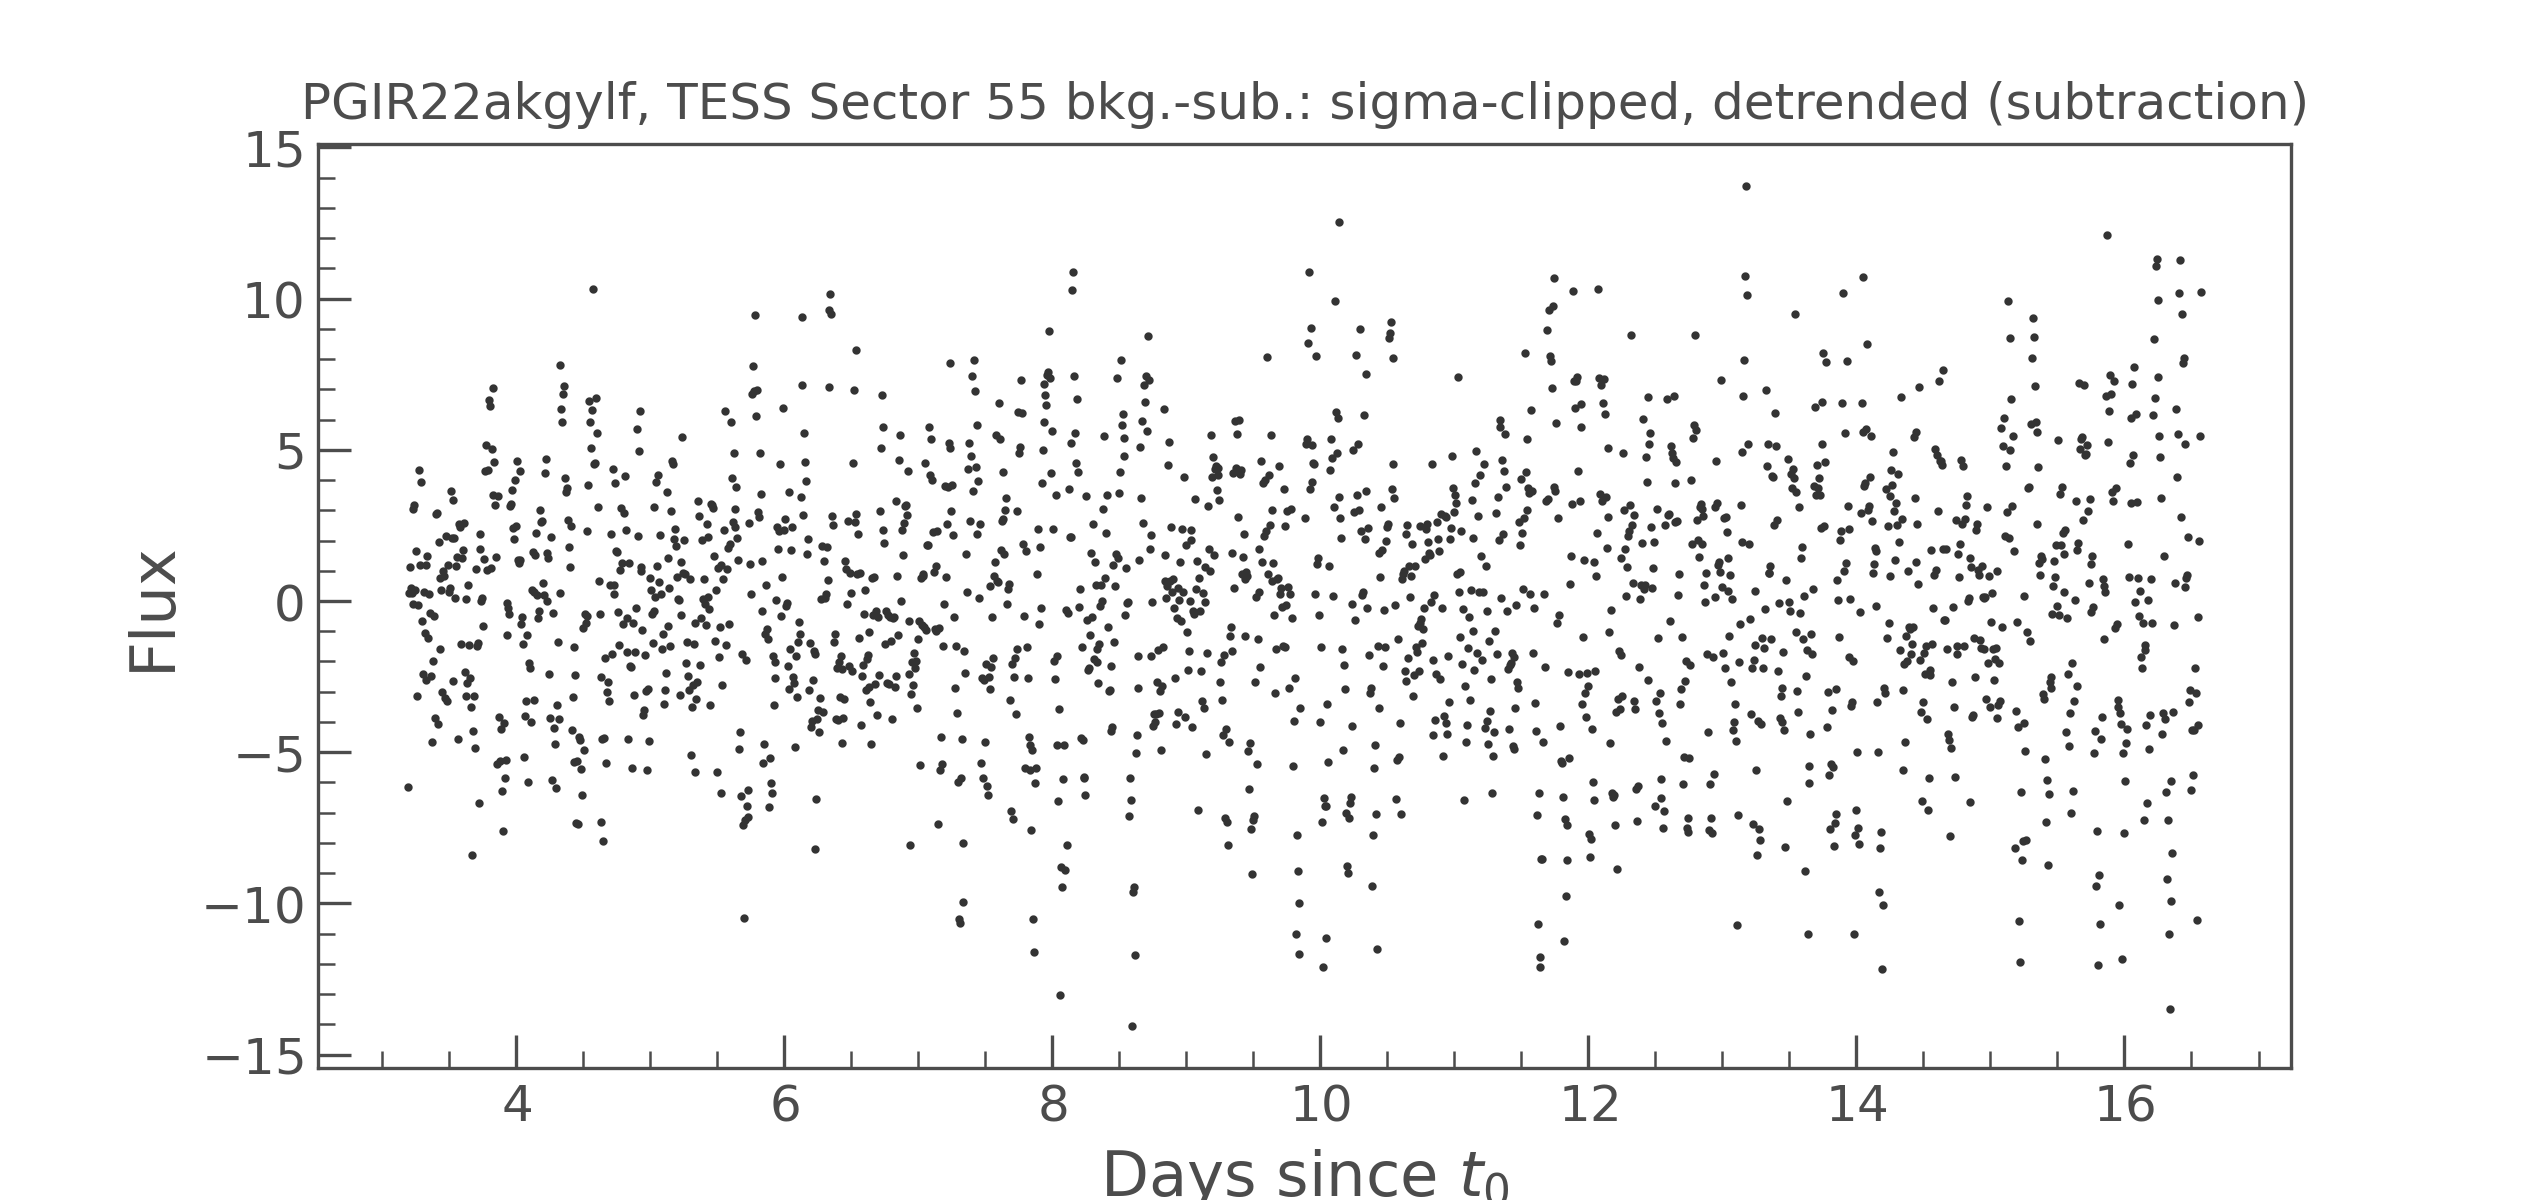 PGIR22akgylf, TESS Sector 55 bkg.-sub.: sigma-clipped, detrended (subtraction)
15
10
5
0
−5
−10
−15
Flux
4 6 8 10 12 14 16
Days since t0